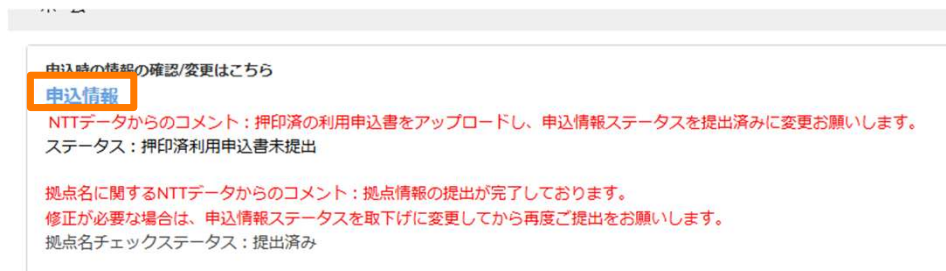 ホーム
申込時の情報の確認/変更はこちら
申込情報
NTTデータからのコメント：押印済の利用申込書をアップロードし、申込情報ステータスを提出済みに変更お願いします。
ステータス：押印済利用申込書未提出
拠点名に関するNTTデータからのコメント：拠点情報の提出が完了しております。
修正が必要な場合は、申込情報ステータスを取下げに変更してから再度ご提出をお願いします。
拠点名チェックステータス：提出済み